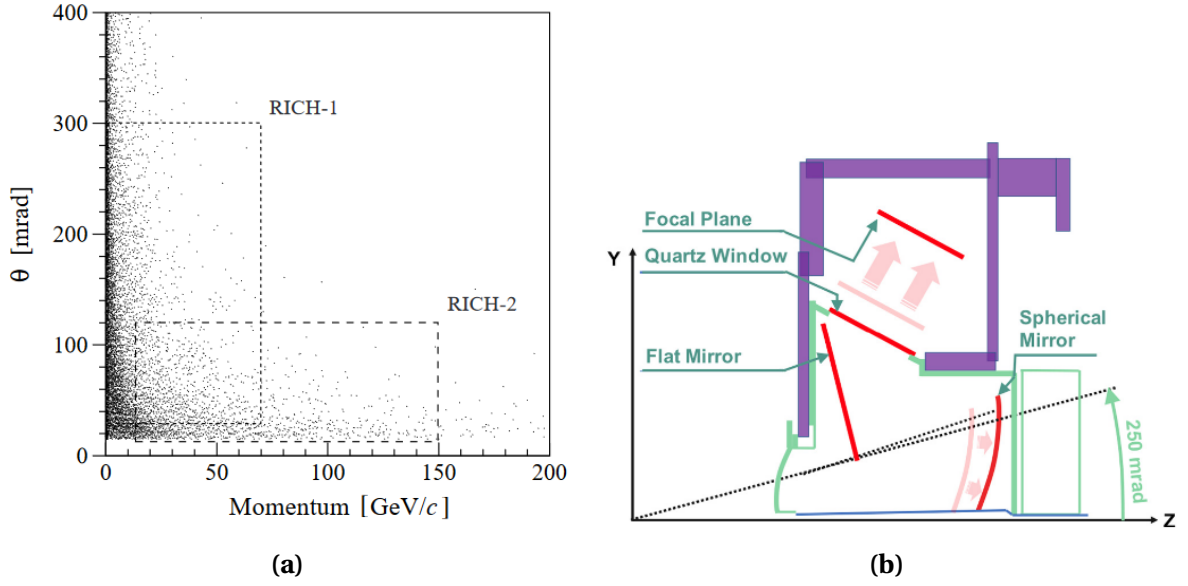 400
300
200
100
0
θ [mrad]
RICH-1
RICH-2
0 50 100 150 200
Momentum [GeV/c]
(a)
Focal Plane
Quartz Window
Y
Spherical
Mirror
Flat Mirror
250 mrad
Z
(b)